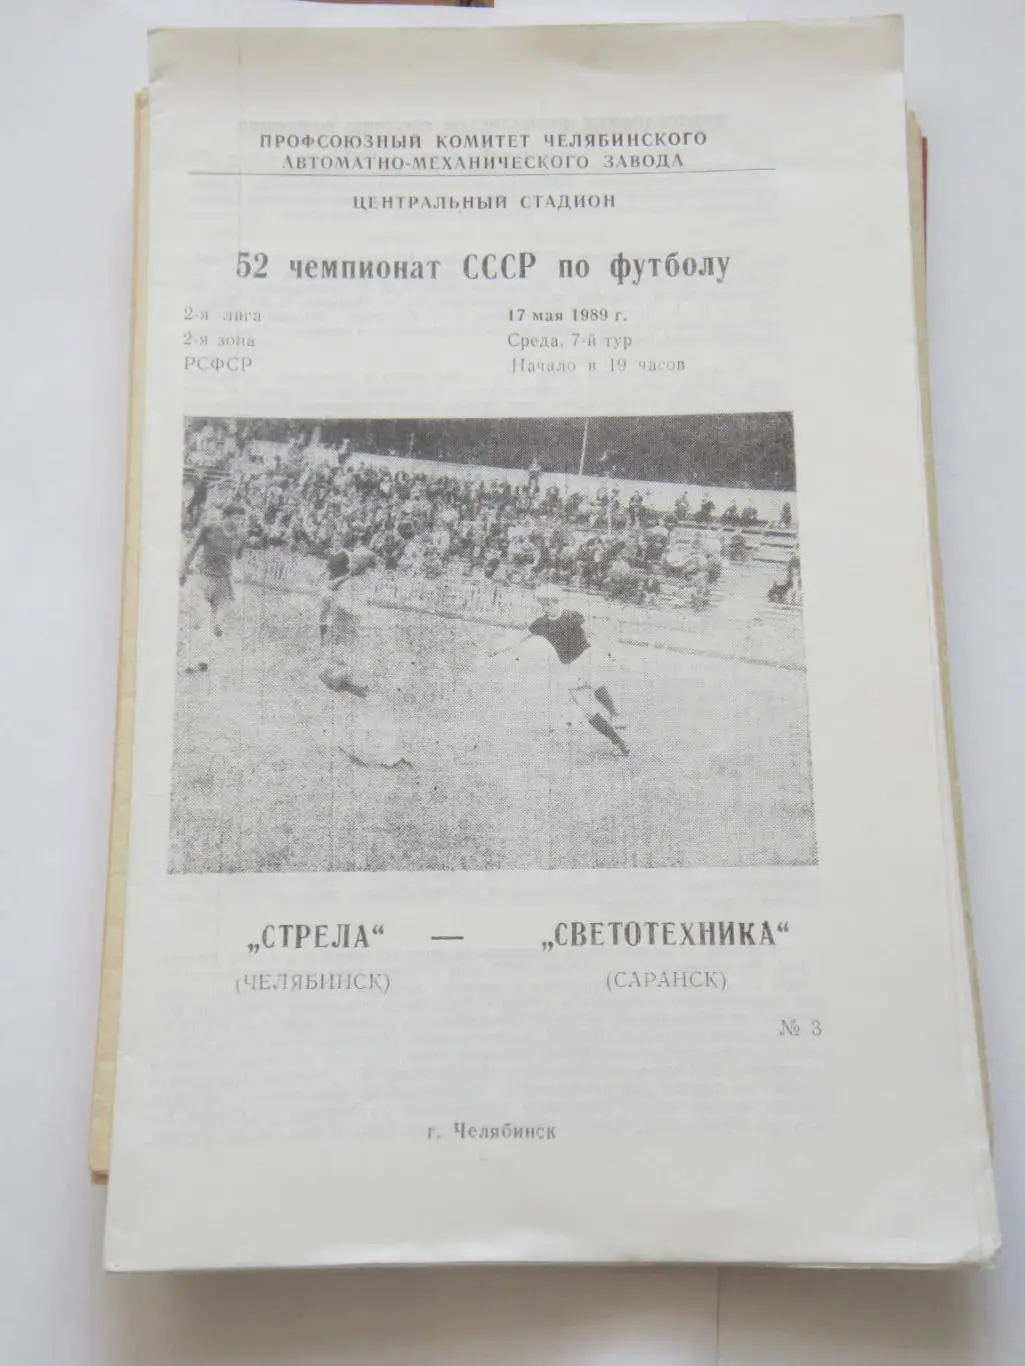 ПРОФСОЮЗНЫЙ КОМИТЕТ ЧЕЛЯБИНСКОГО
АВТОМАТНО-МЕХАНИЧЕСКОГО ЗАВОДА
ЦЕНТРАЛЬНЫЙ СТАДИОН
52 чемпионат СССР по футболу
2-я лига
2-я зона
РСФСР
17 мая 1989 г.
Среда, 7-й тур
Начало в 19 часов
„СТРЕЛА“ — „СВЕТОТЕХНИКА“
(ЧЕЛЯБИНСК) (САРАНСК)
№ 3
г. Челябинск